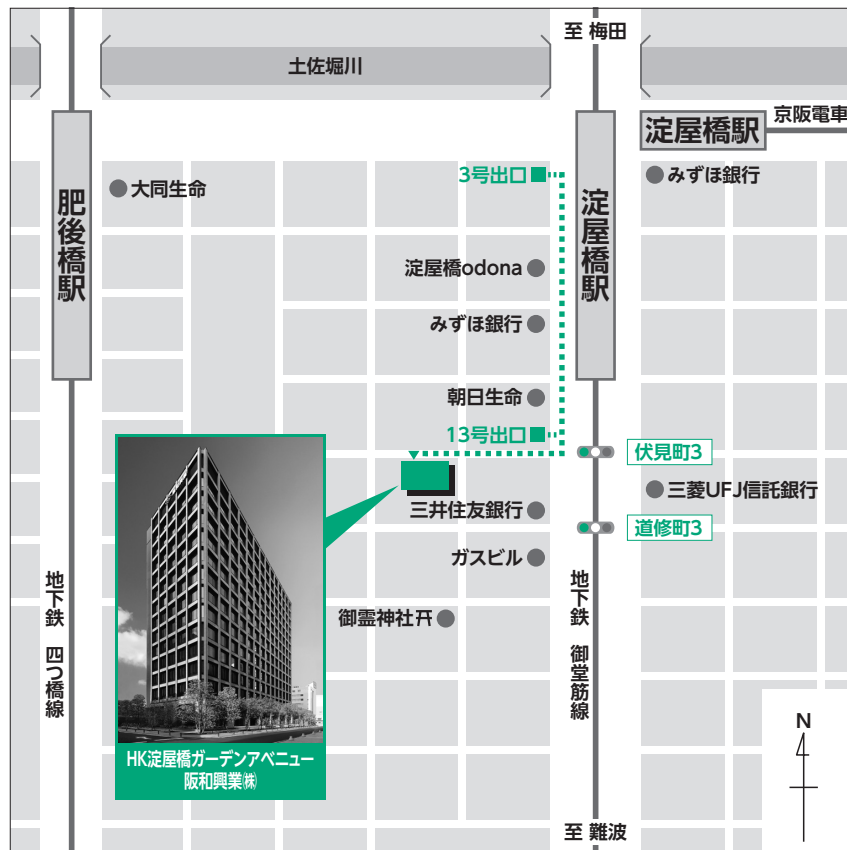 至 梅田
土佐堀川
京阪電車
淀屋橋駅
肥後橋駅
淀屋橋駅
大同生命
3号出口
みずほ銀行
淀屋橋odona
みずほ銀行
朝日生命
13号出口
伏見町3
三井住友銀行
三菱UFJ信託銀行
道修町3
ガスビル
御霊神社
地下鉄 四つ橋線
地下鉄 御堂筋線
HK淀屋橋ガーデンアベニュー
阪和興業㈱
N
至 難波